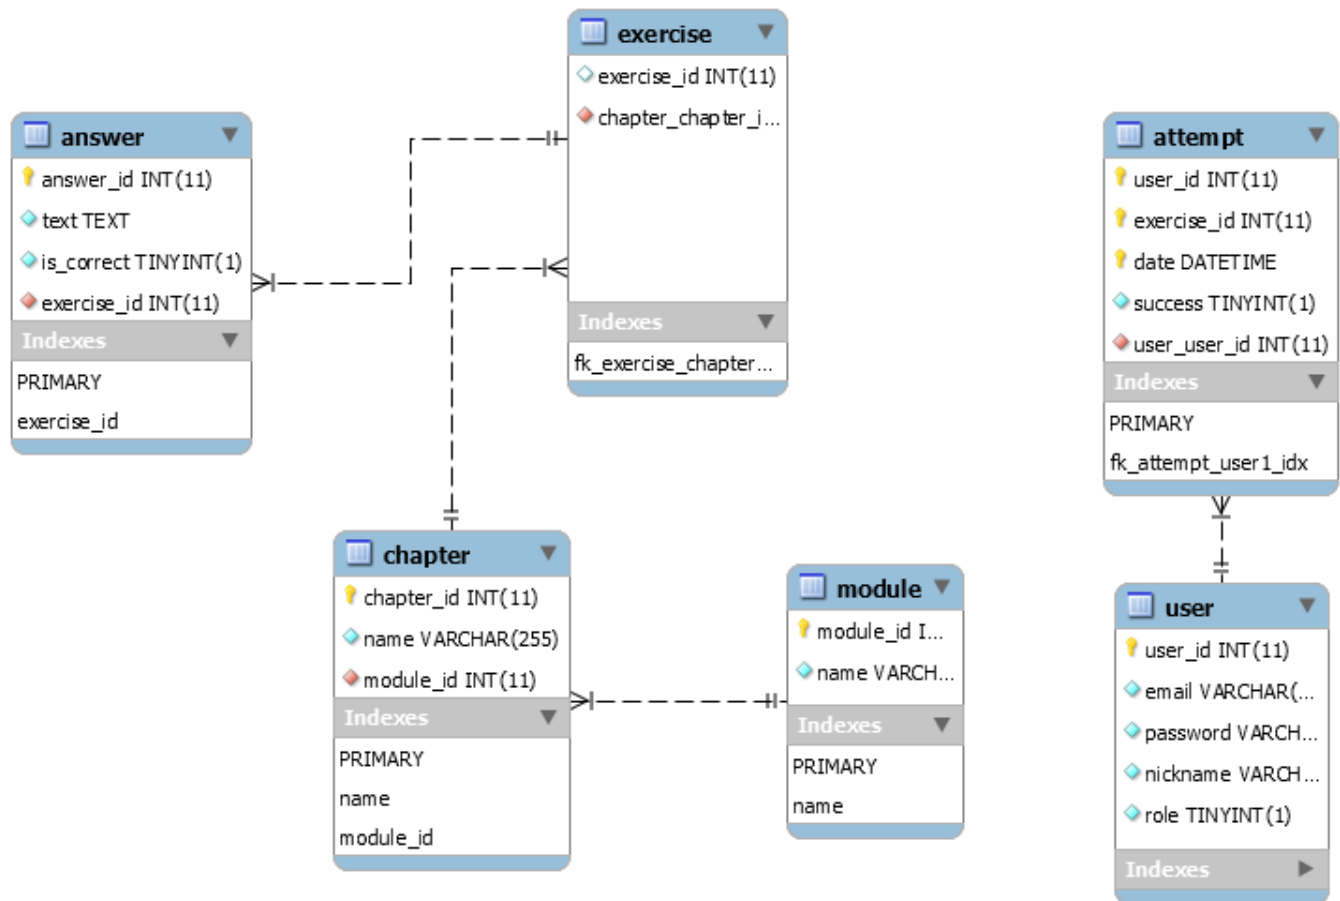 exercise
exercise_id INT(11)
chapter_chapter_i...
Indexes
fk_exercise_chapter...
answer
answer_id INT(11)
text TEXT
is_correct TINYINT(1)
exercise_id INT(11)
Indexes
PRIMARY
exercise_id
attempt
user_id INT(11)
exercise_id INT(11)
date DATETIME
success TINYINT(1)
user_user_id INT(11)
Indexes
PRIMARY
fk_attempt_user1_idx
chapter
chapter_id INT(11)
name VARCHAR(255)
module_id INT(11)
Indexes
PRIMARY
name
module_id
module
module_id I...
name VARCH...
Indexes
PRIMARY
name
user
user_id INT(11)
email VARCHAR(...
password VARCH...
nickname VARCH...
role TINYINT(1)
Indexes